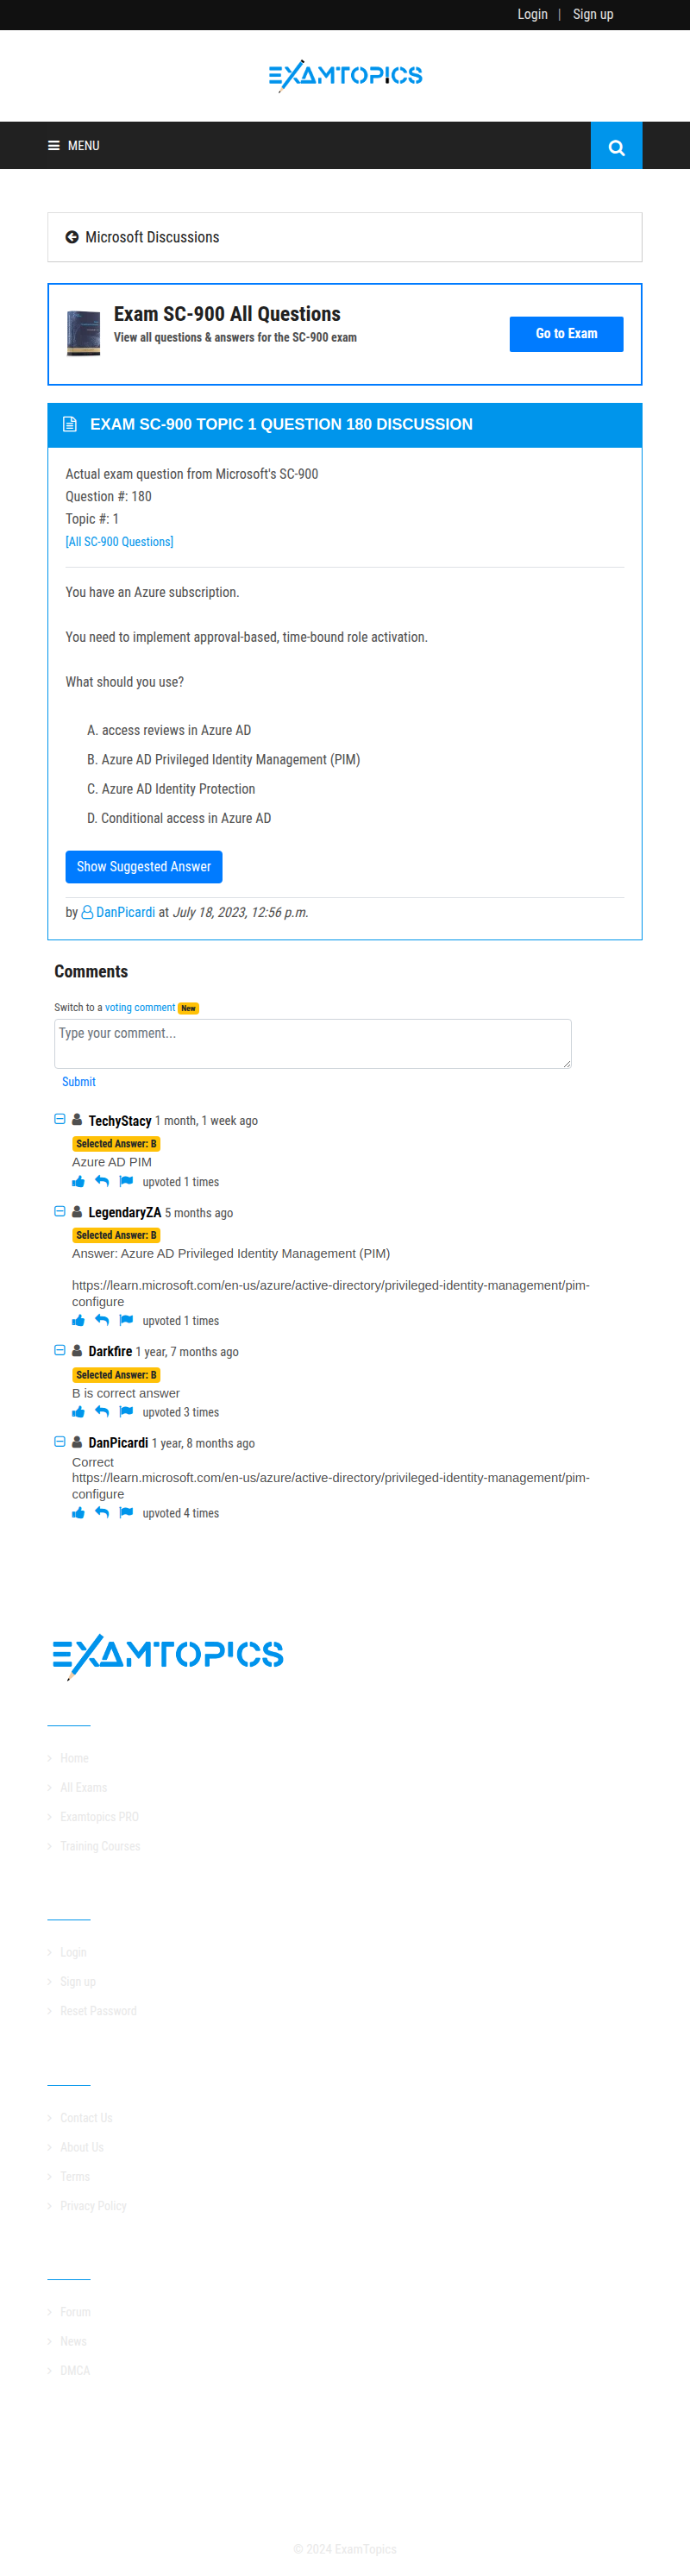 Login | Sign up
EXAMTOPICS
MENU
Microsoft Discussions
Exam SC-900 All Questions
View all questions & answers for the SC-900 exam
Go to Exam
EXAM SC-900 TOPIC 1 QUESTION 180 DISCUSSION
Actual exam question from Microsoft's SC-900
Question #: 180
Topic #: 1
[All SC-900 Questions]
You have an Azure subscription.
You need to implement approval-based, time-bound role activation.
What should you use?
A. access reviews in Azure AD
B. Azure AD Privileged Identity Management (PIM)
C. Azure AD Identity Protection
D. Conditional access in Azure AD
Show Suggested Answer
by DanPicardi at July 18, 2023, 12:56 p.m.
Comments
Switch to a voting comment New
Type your comment...
Submit
TechyStacy 1 month, 1 week ago
Selected Answer: B
Azure AD PIM
upvoted 1 times
LegendaryZA 5 months ago
Selected Answer: B
Answer: Azure AD Privileged Identity Management (PIM)
https://learn.microsoft.com/en-us/azure/active-directory/privileged-identity-management/pim-
configure
upvoted 1 times
Darkfire 1 year, 7 months ago
Selected Answer: B
B is correct answer
upvoted 3 times
DanPicardi 1 year, 8 months ago
Correct
https://learn.microsoft.com/en-us/azure/active-directory/privileged-identity-management/pim-
configure
upvoted 4 times
EXAMTOPICS
Home
All Exams
Examtopics PRO
Training Courses
Login
Sign up
Reset Password
Contact Us
About Us
Terms
Privacy Policy
Forum
News
DMCA
© 2024 ExamTopics